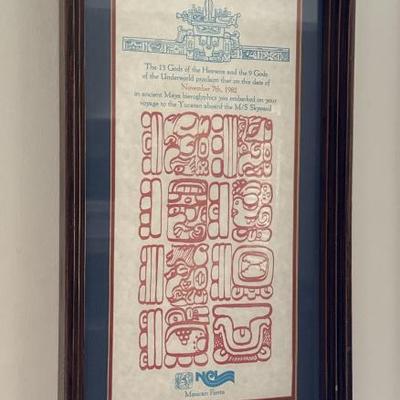 The 13 Gods of the Heavens and the 9 Gods
of the Underworld proclaim that on this date of
November 7th, 1982
in ancient Maya hieroglyphics you embarked on your
voyage to the Yucatan aboard the M/S Skyward
NCL
Mexican Fiesta